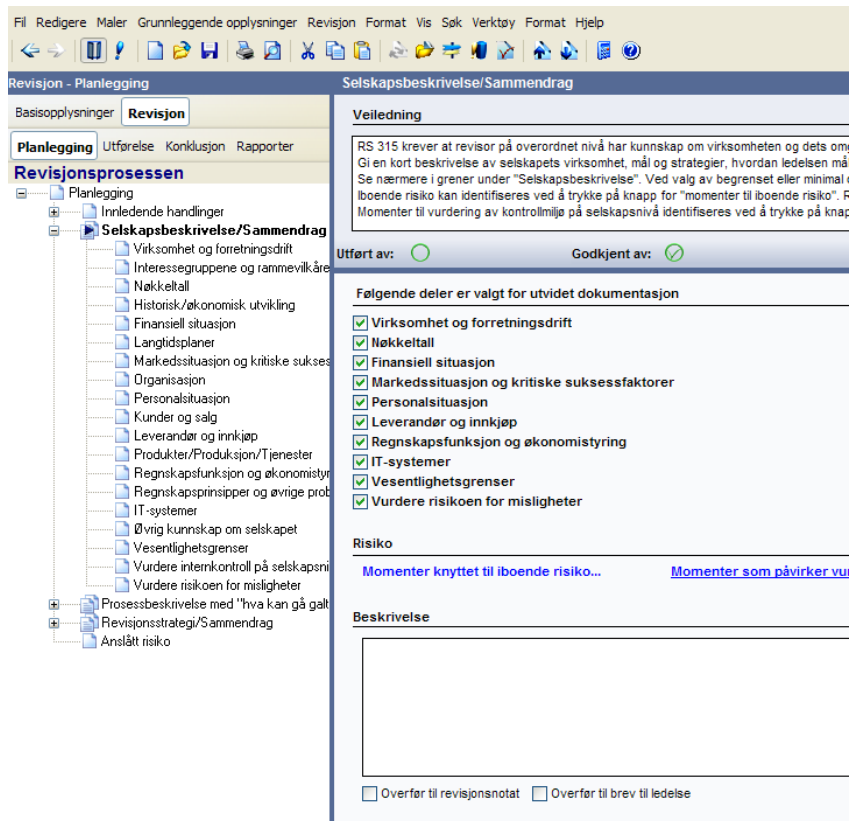 Fil Redigere Maler Grunnleggende opplysninger Revisjon Format Vis Søk Verktøy Format Hjelp
Revisjon - Planlegging
Basisopplysninger Revisjon
Planlegging Utførelse Konklusjon Rapporter
Revisjonsprosessen
Planlegging
Innledende handlinger
Selskapsbeskrivelse/Sammendrag
Virksomhet og forretningsdrift
Interessegruppene og rammevilkåre
Nøkkeltall
Historisk/økonomisk utvikling
Finansiell situasjon
Langtidsplaner
Markedssituasjon og kritiske sukses
Organisasjon
Personalsituasjon
Kunder og salg
Leverandør og innkjøp
Produkter/Produksjon/Tjenester
Regnskapsfunksjon og økonomistyr
Regnskapsprinsipper og øvrige prob
IT-systemer
Øvrig kunnskap om selskapet
Vesentlighetsgrenser
Vurdere internkontroll på selskapsni
Vurdere risikoen for misligheter
Prosessbeskrivelse med "hva kan gå galt
Revisjonsstrategi/Sammendrag
Anslått risiko
Selskapsbeskrivelse/Sammendrag
Veiledning
RS 315 krever at revisor på overordnet nivå har kunnskap om virksomheten og dets omg
Gi en kort beskrivelse av selskapets virksomhet, mål og strategier, hvordan ledelsen mål
Se nærmere i grener under "Selskapsbeskrivelse". Ved valg av begrenset eller minimal d
Iboende risiko kan identifiseres ved å trykke på knapp for "momenter til iboende risiko". R
Momenter til vurdering av kontrollmiljø på selskapsnivå identifiseres ved å trykke på knap
Utført av: Godkjent av:
Følgende deler er valgt for utvidet dokumentasjon
Virksomhet og forretningsdrift
Nøkkeltall
Finansiell situasjon
Markedssituasjon og kritiske suksessfaktorer
Personalsituasjon
Leverandør og innkjøp
Regnskapsfunksjon og økonomistyring
IT-systemer
Vesentlighetsgrenser
Vurdere risikoen for misligheter
Risiko
Momenter knyttet til iboende risiko... Momenter som påvirker vur
Beskrivelse
Overfør til revisjonsnotat Overfør til brev til ledelse